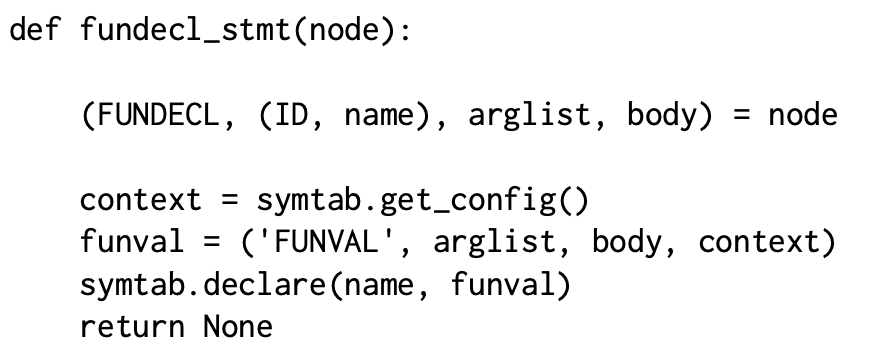 def fundecl_stmt(node):
(FUNDECL, (ID, name), arglist, body) = node
context = symtab.get_config()
funval = ('FUNVAL', arglist, body, context)
symtab.declare(name, funval)
return None